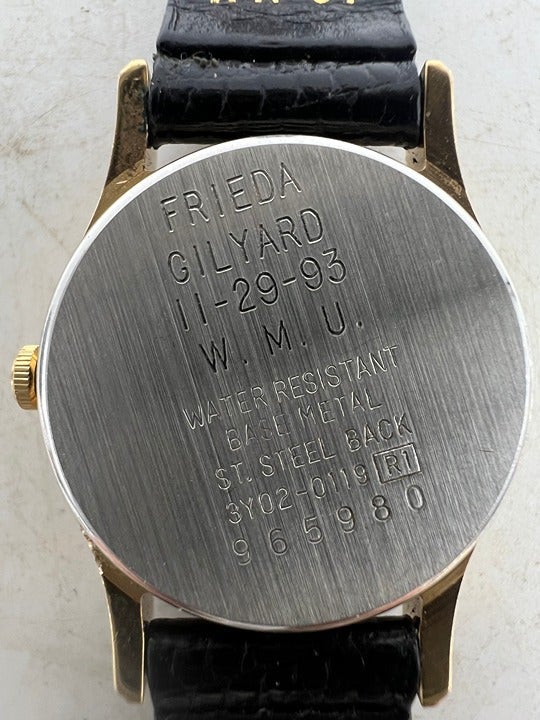 FRIEDA
GILYARD
11-29-93
W. M. U.
WATER RESISTANT
BASE METAL
ST. STEEL BACK
3Y02-0119 R1
965980